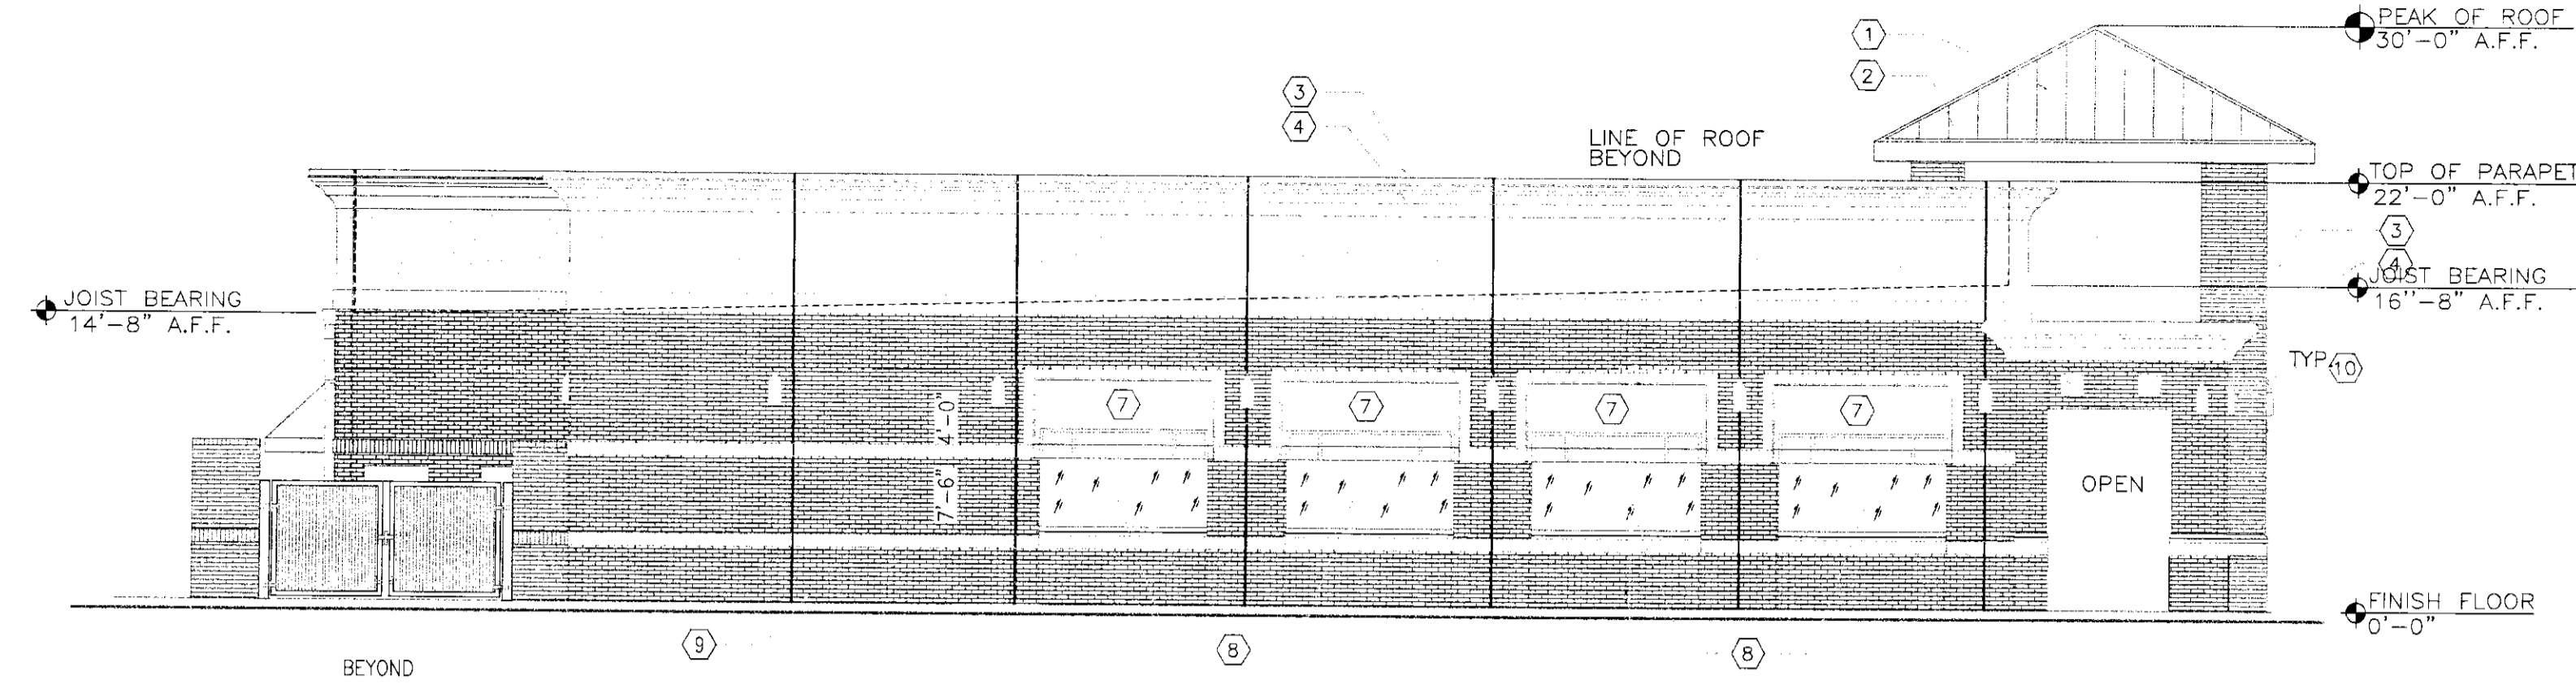 PEAK OF ROOF
30'-0" A.F.F.
1
2
3
4
LINE OF ROOF
BEYOND
TOP OF PARAPET
22'-0" A.F.F.
3
4
JOIST BEARING
16''-8" A.F.F.
JOIST BEARING
14'-8" A.F.F.
TYP. 10
4'-0"
7 7 7 7
7'-6"
OPEN
FINISH FLOOR
0'-0"
9 8 8
BEYOND